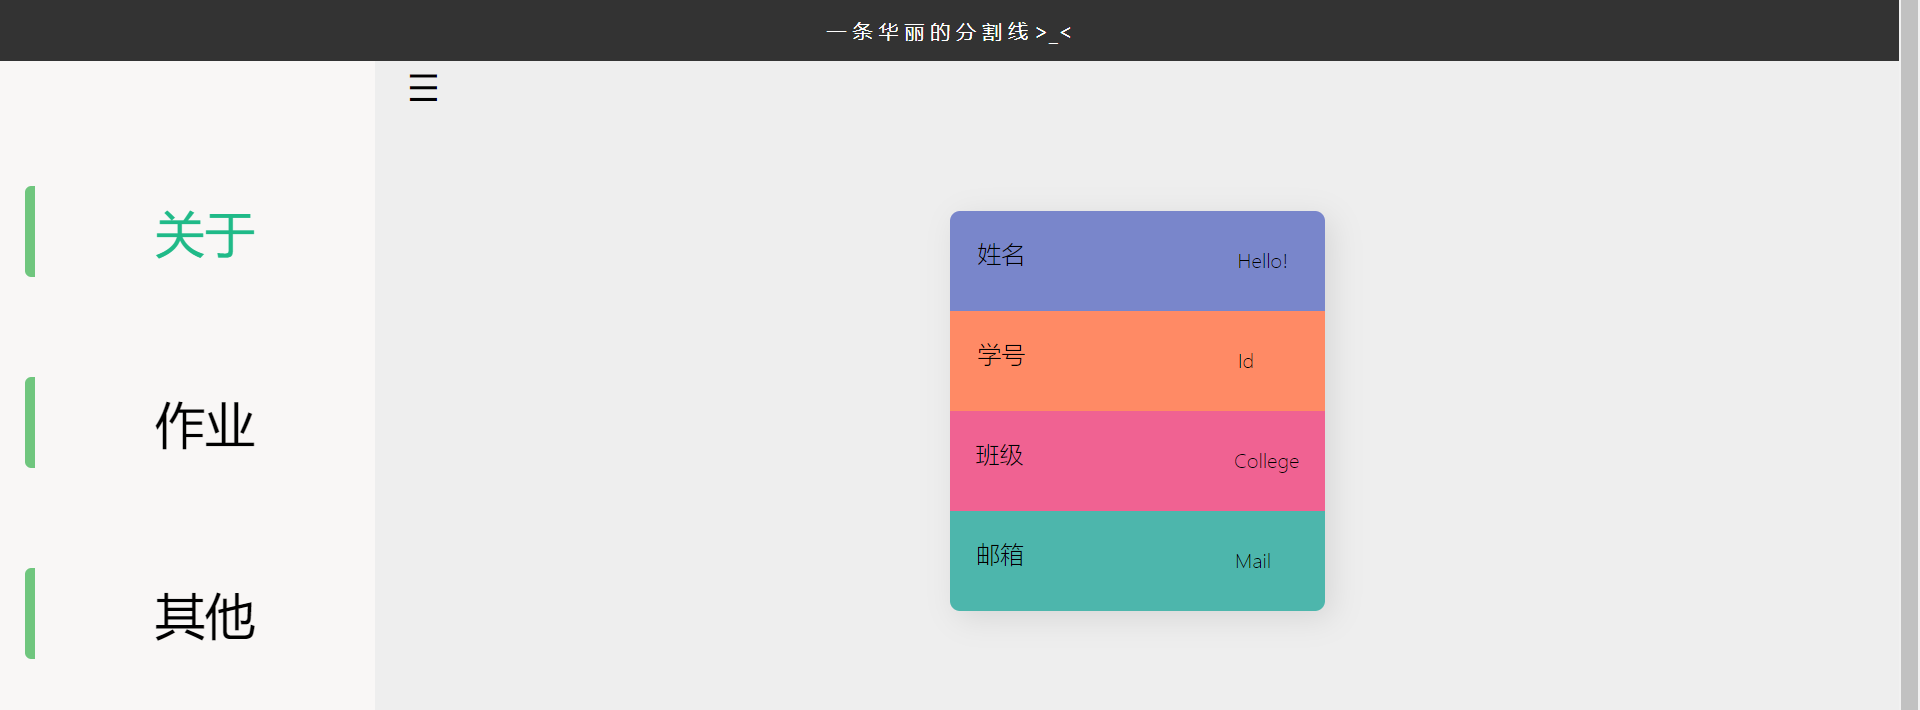 一条华丽的分割线>_<
关于
作业
其他
姓名 Hello!
学号 Id
班级 College
邮箱 Mail